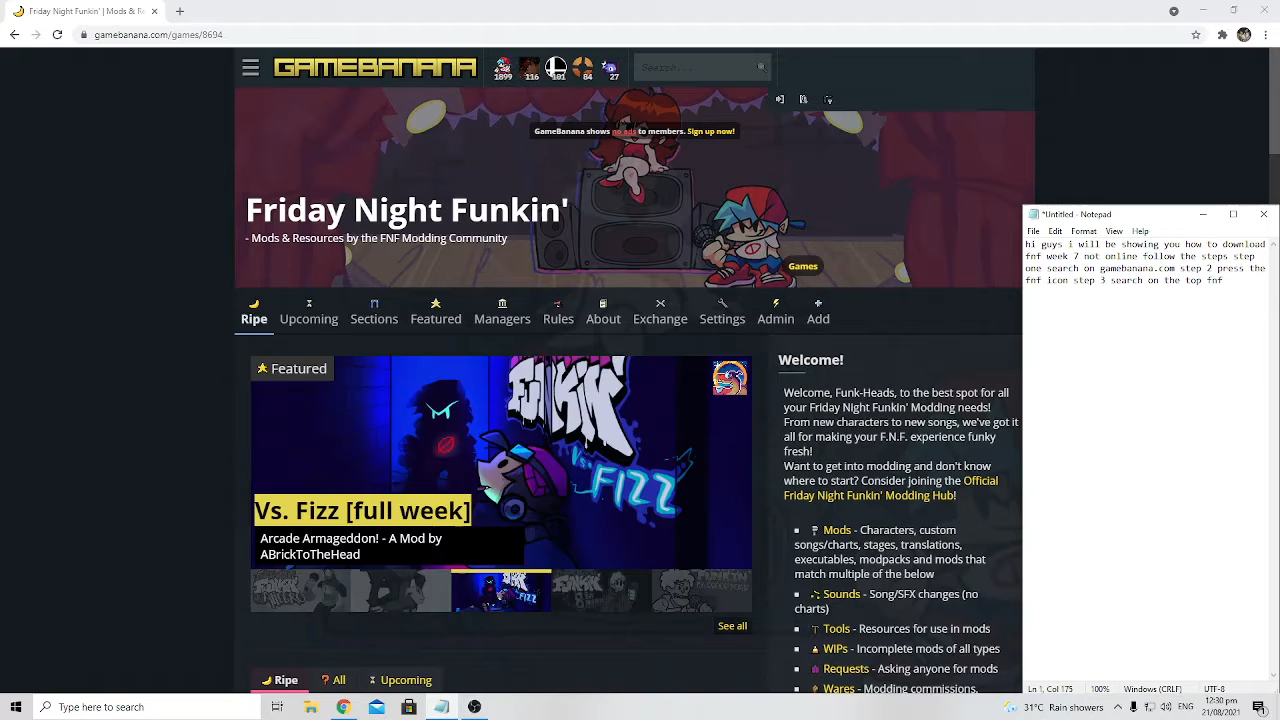 Friday Night Funkin' | Mods & Re
gamebanana.com/games/8694
GAMEBANANA
1899
116
84
27
Search...
GameBanana shows no ads to members. Sign up now!
Friday Night Funkin'
- Mods & Resources by the FNF Modding Community
Games
Ripe
Upcoming
Sections
Featured
Managers
Rules
About
Exchange
Settings
Admin
Add
Featured
FUNKIN'
Vs. FIZZ
Vs. Fizz [full week]
Arcade Armageddon! - A Mod by
ABrickToTheHead
See all
Ripe
All
Upcoming
Welcome!
Welcome, Funk-Heads, to the best spot for all
your Friday Night Funkin' Modding needs!
From new characters to new songs, we've got it
all for making your F.N.F. experience funky
fresh!
Want to get into modding and don't know
where to start? Consider joining the Official
Friday Night Funkin' Modding Hub!
Mods - Characters, custom
songs/charts, stages, translations,
executables, modpacks and mods that
match multiple of the below
Sounds - Song/SFX changes (no
charts)
Tools - Resources for use in mods
WIPs - Incomplete mods of all types
Requests - Asking anyone for mods
Wares - Modding commissions,
*Untitled - Notepad
File Edit Format View Help
hi guys i will be showing you how to download
fnf week 7 not online follow the steps step
one search on gamebanana.com step 2 press the
fnf icon step 3 search on the top fnf
Ln 1, Col 175
100%
Windows (CRLF)
UTF-8
Type here to search
31°C Rain showers
ENG
12:30 pm
21/08/2021